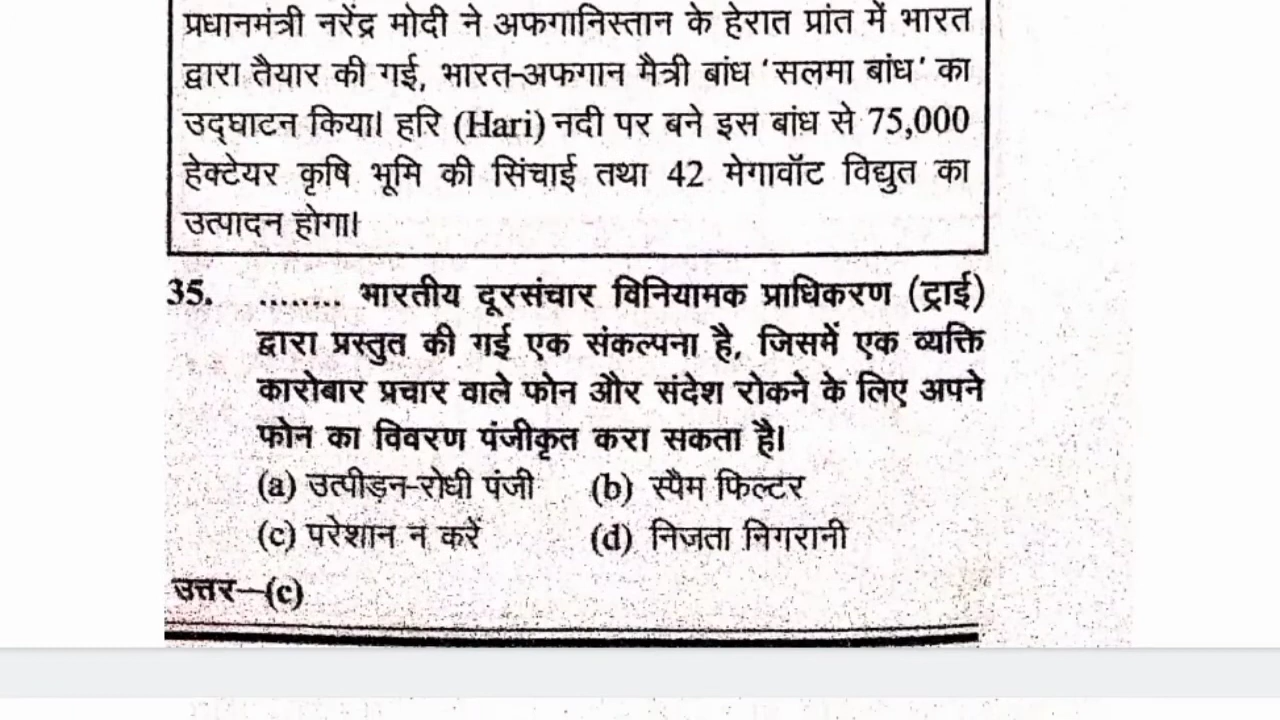 प्रधानमंत्री नरेंद्र मोदी ने अफगानिस्तान के हेरात प्रांत में भारत
द्वारा तैयार की गई, भारत-अफगान मैत्री बांध ‘सलमा बांध’ का
उद्घाटन किया। हरि (Hari) नदी पर बने इस बांध से 75,000
हेक्टेयर कृषि भूमि की सिंचाई तथा 42 मेगावॉट विद्युत का
उत्पादन होगा।
35. ........ भारतीय दूरसंचार विनियामक प्राधिकरण (ट्राई)
द्वारा प्रस्तुत की गई एक संकल्पना है, जिसमें एक व्यक्ति
कारोबार प्रचार वाले फोन और संदेश रोकने के लिए अपने
फोन का विवरण पंजीकृत करा सकता है।
(a) उत्पीड़न-रोधी पंजी (b) स्पैम फिल्टर
(c) परेशान न करें (d) निजता निगरानी
उत्तर—(c)